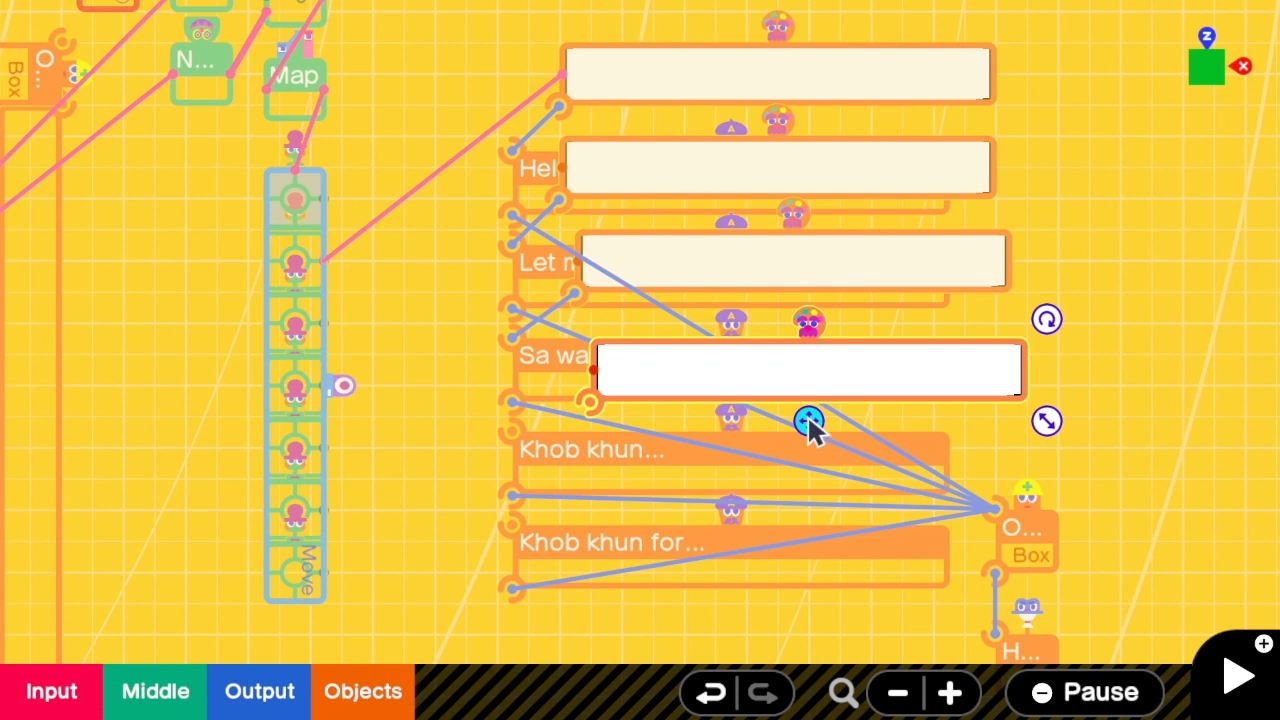 O...
Box
N...
Map
Z
X
Hel
A
Let
A
Sa wa
A
A
Khob khun...
A
Khob khun for...
O...
Box
Move
H...
Input
Middle
Output
Objects
Pause